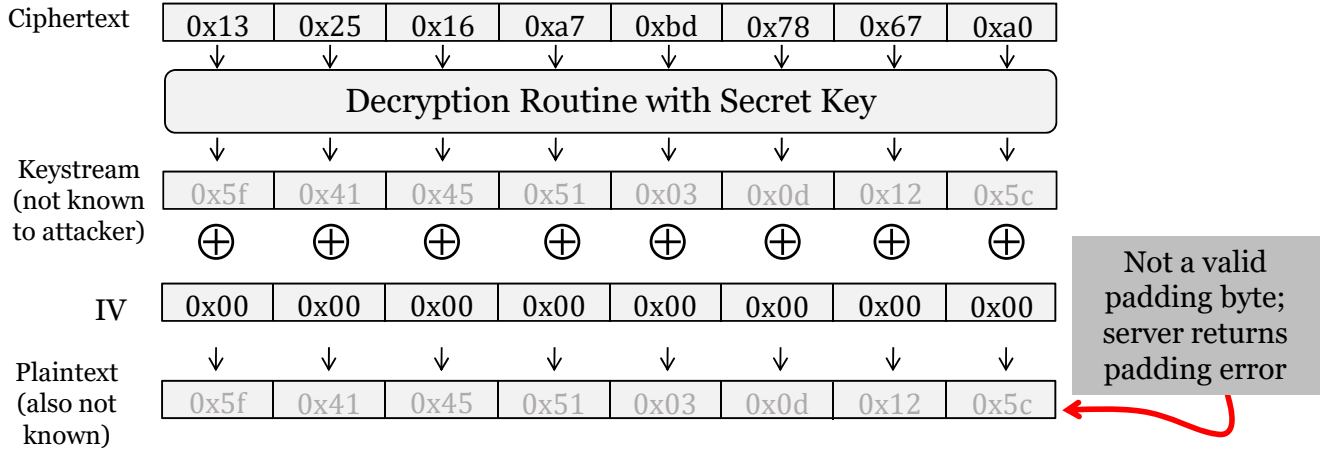 Ciphertext
0x13 0x25 0x16 0xa7 0xbd 0x78 0x67 0xa0
Decryption Routine with Secret Key
Keystream
(not known
to attacker)
0x5f 0x41 0x45 0x51 0x03 0x0d 0x12 0x5c
IV
0x00 0x00 0x00 0x00 0x00 0x00 0x00 0x00
Not a valid
padding byte;
server returns
padding error
Plaintext
(also not
known)
0x5f 0x41 0x45 0x51 0x03 0x0d 0x12 0x5c